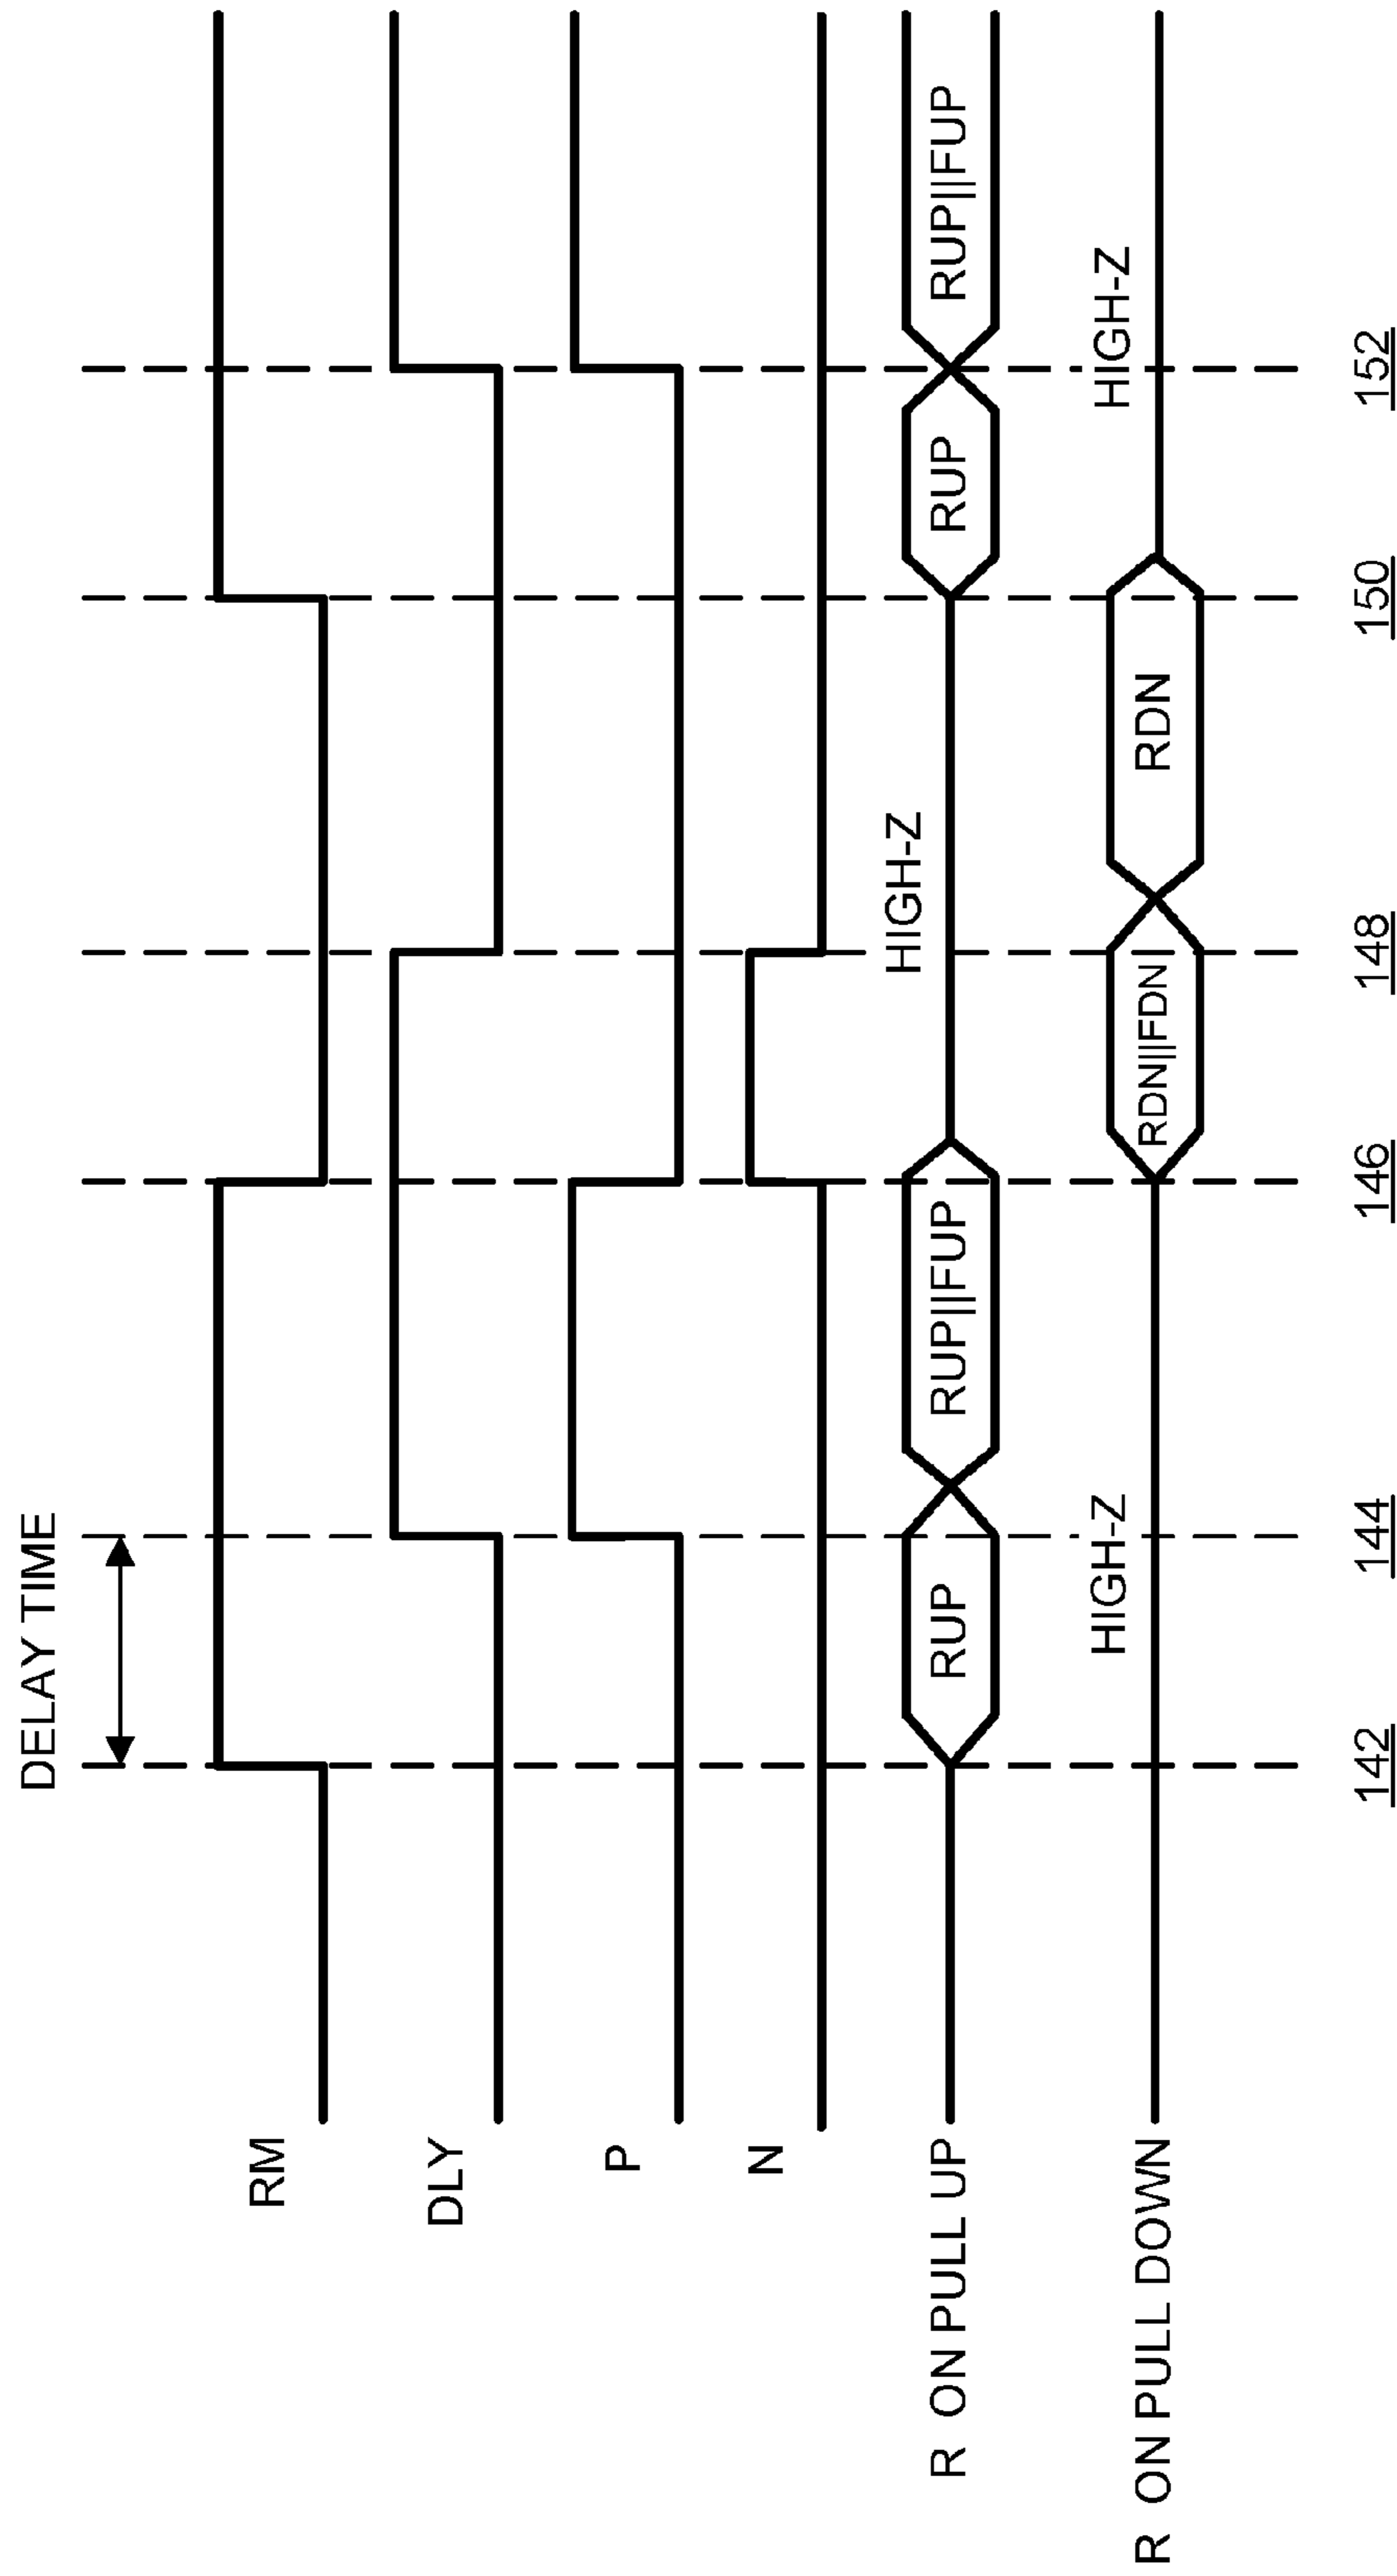 DELAY TIME
RM
DLY
P
N
R ON PULL UP
RUP
RUP||FUP
HIGH-Z
RUP
RUP||FUP
R ON PULL DOWN
HIGH-Z
RDN||FDN
RDN
HIGH-Z
142
144
146
148
150
152